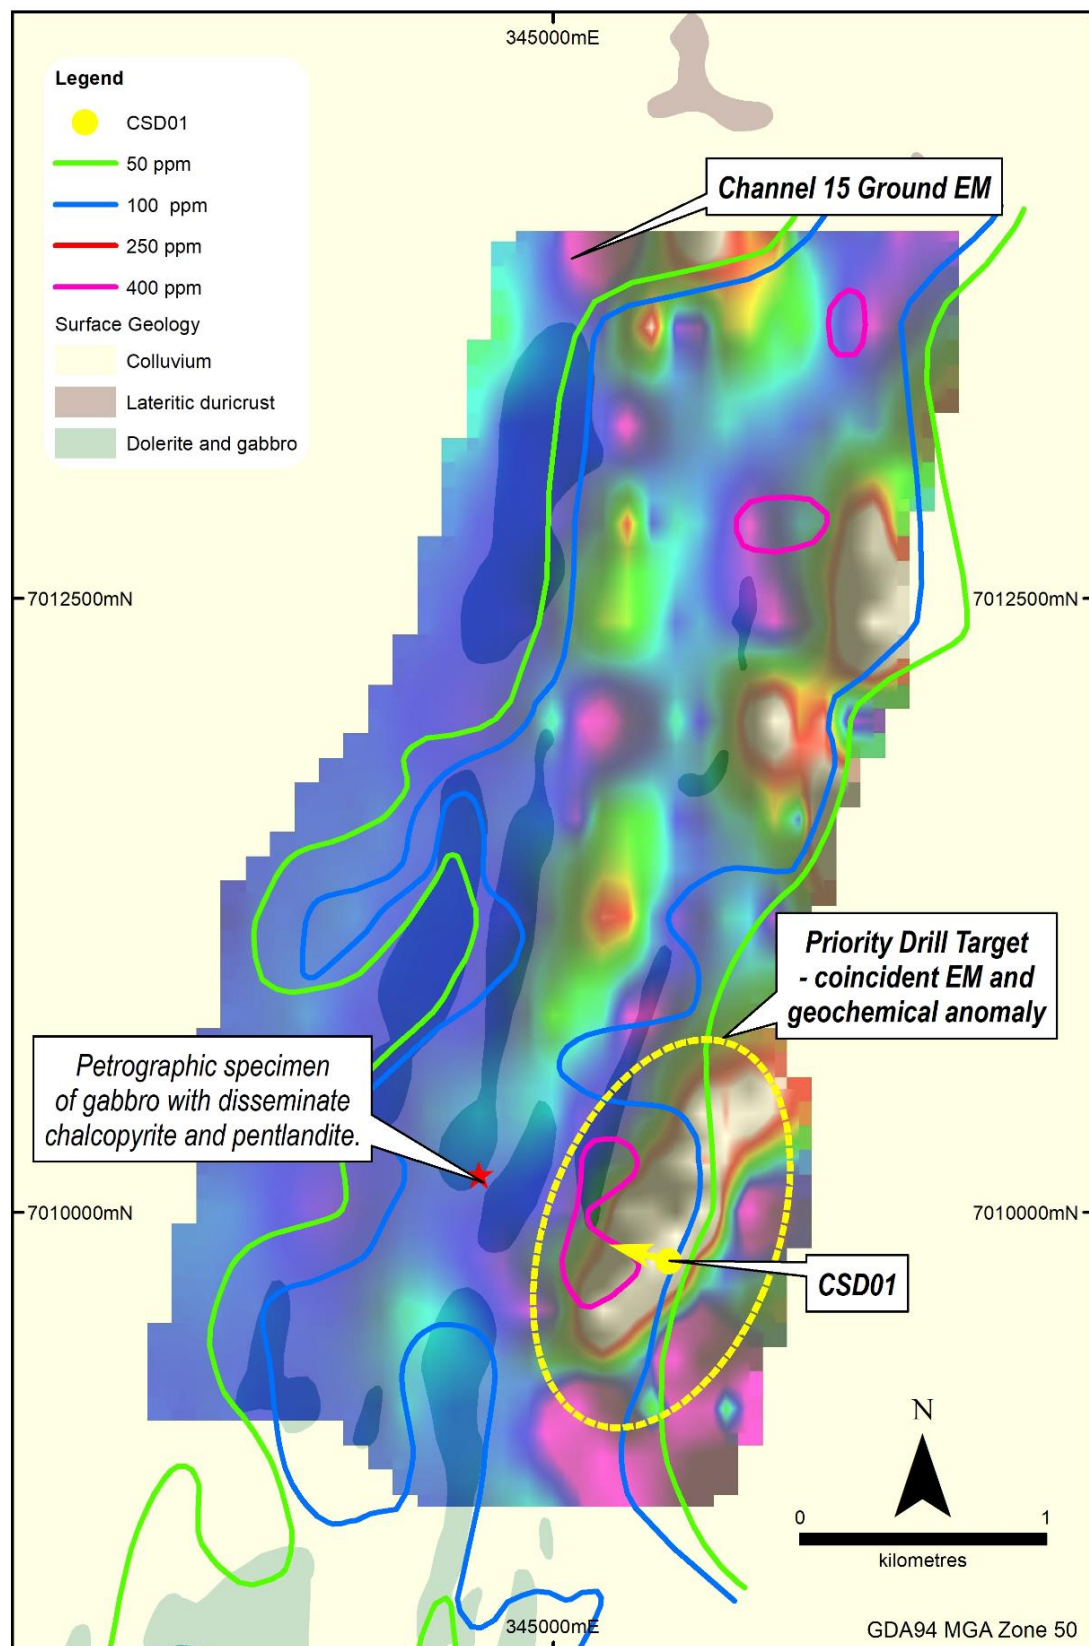 345000mE
Legend
CSD01
50 ppm
100 ppm
250 ppm
400 ppm
Surface Geology
Colluvium
Lateritic duricrust
Dolerite and gabbro
Channel 15 Ground EM
7012500mN
7012500mN
Priority Drill Target
- coincident EM and
geochemical anomaly
Petrographic specimen
of gabbro with disseminate
chalcopyrite and pentlandite.
7010000mN
7010000mN
CSD01
N
0 1
kilometres
345000mE
GDA94 MGA Zone 50